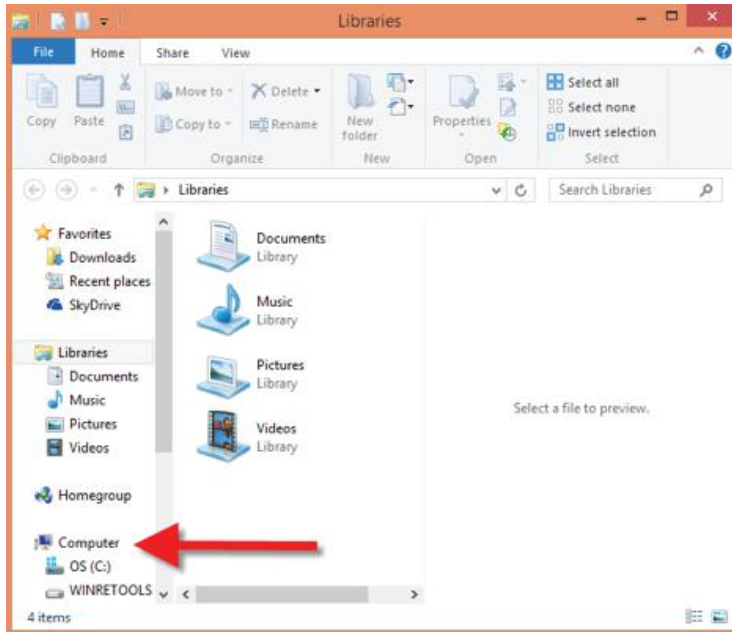 Libraries
File Home Share View
Copy Paste Move to Copy to Delete Rename New folder Properties Select all Select none Invert selection
Clipboard Organize New Open Select
Libraries Search Libraries
Favorites
Downloads
Recent places
SkyDrive
Libraries
Documents
Music
Pictures
Videos
Homegroup
Computer
OS (C:)
WINRETOOLS
Documents
Library
Music
Library
Pictures
Library
Videos
Library
Select a file to preview.
4 items